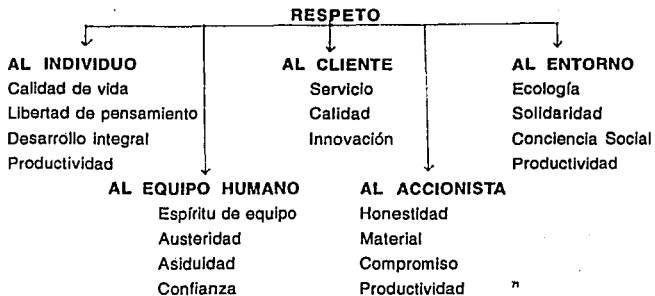 RESPETO
AL INDIVIDUO
Calidad de vida
Libertad de pensamiento
Desarrollo integral
Productividad
AL CLIENTE
Servicio
Calidad
Innovación
AL ENTORNO
Ecología
Solidaridad
Conciencia Social
Productividad
AL EQUIPO HUMANO
Espíritu de equipo
Austeridad
Asiduidad
Confianza
AL ACCIONISTA
Honestidad
Material
Compromiso
Productividad